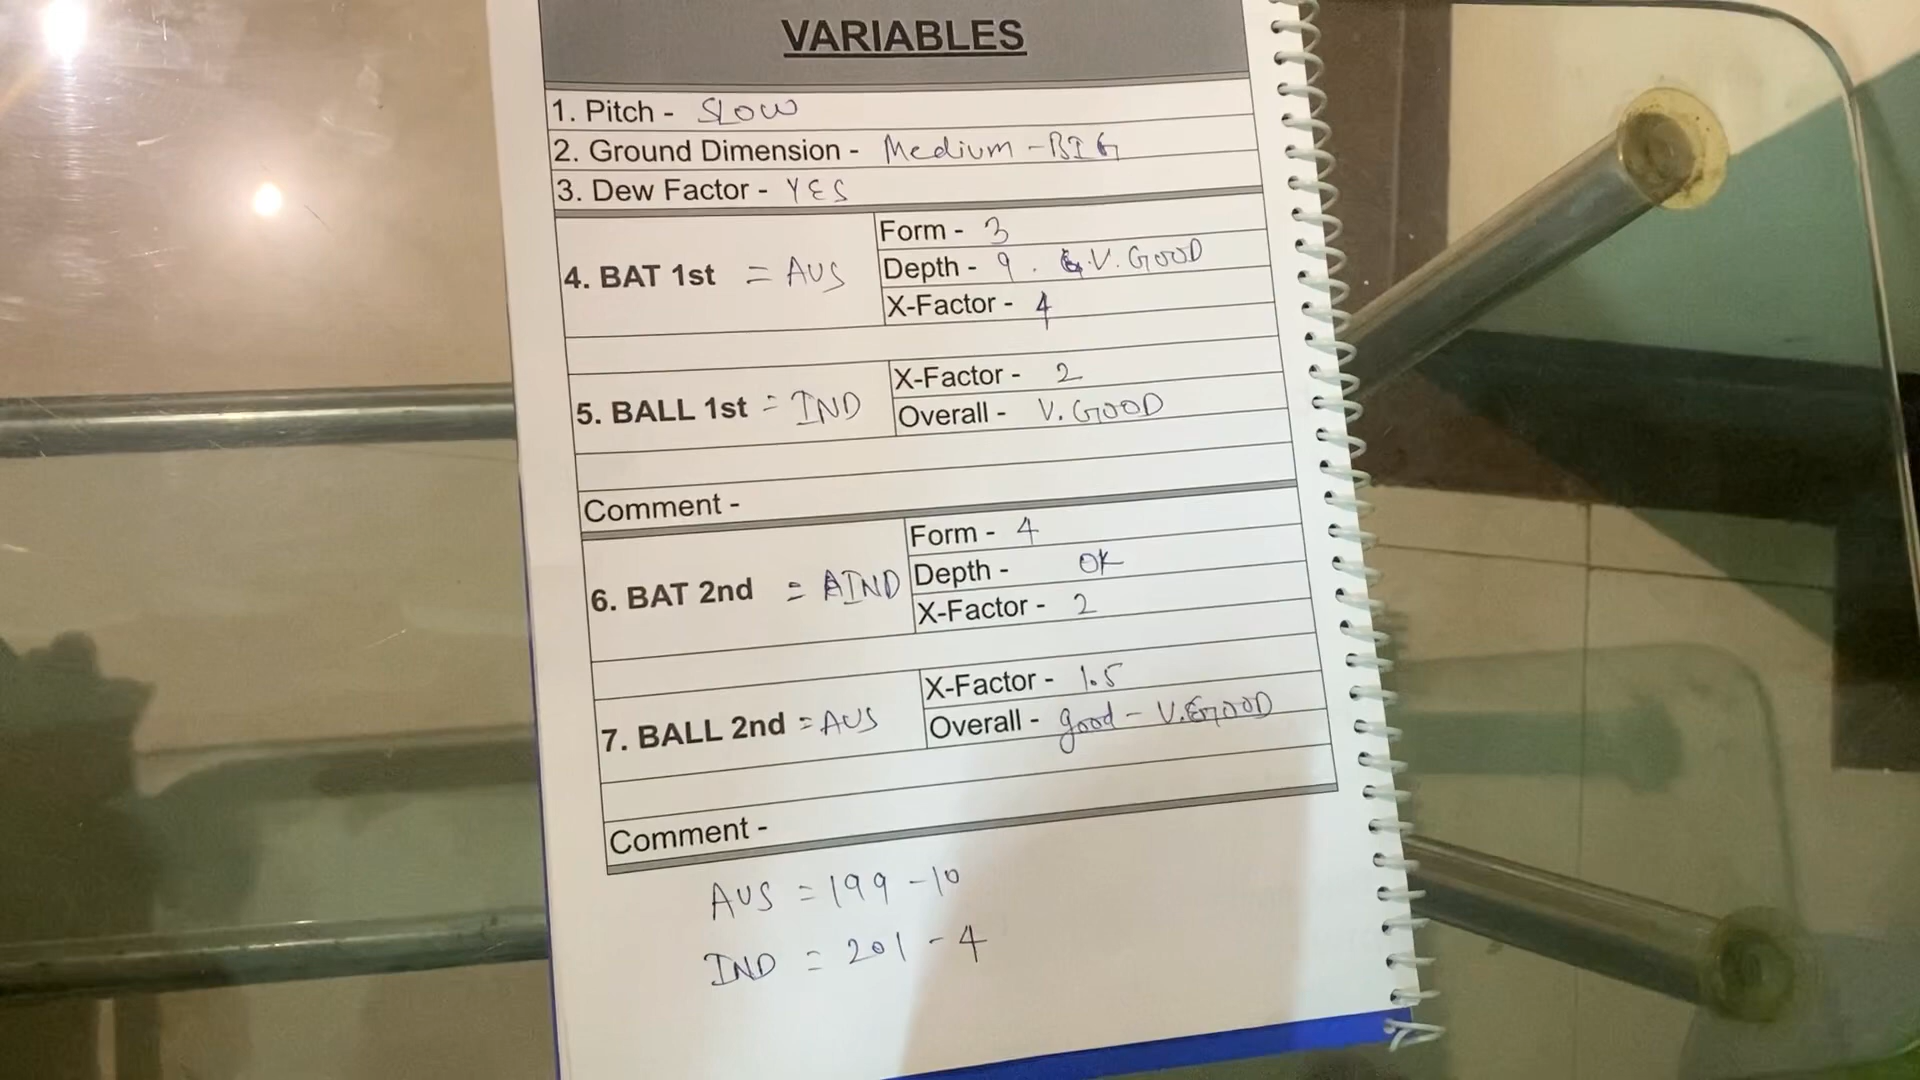 VARIABLES
1. Pitch - SLOW
2. Ground Dimension - Medium - BIG
3. Dew Factor - YES
4. BAT 1st = AUS
Form - 3
Depth - 9. V. GOOD
X-Factor - 4
5. BALL 1st = IND
X-Factor - 2
Overall - V. GOOD
Comment -
6. BAT 2nd = IND
Form - 4
Depth - OK
X-Factor - 2
7. BALL 2nd = AUS
X-Factor - 1.5
Overall - good - V. GOOD
Comment -
AUS = 199 - 10
IND = 201 - 4